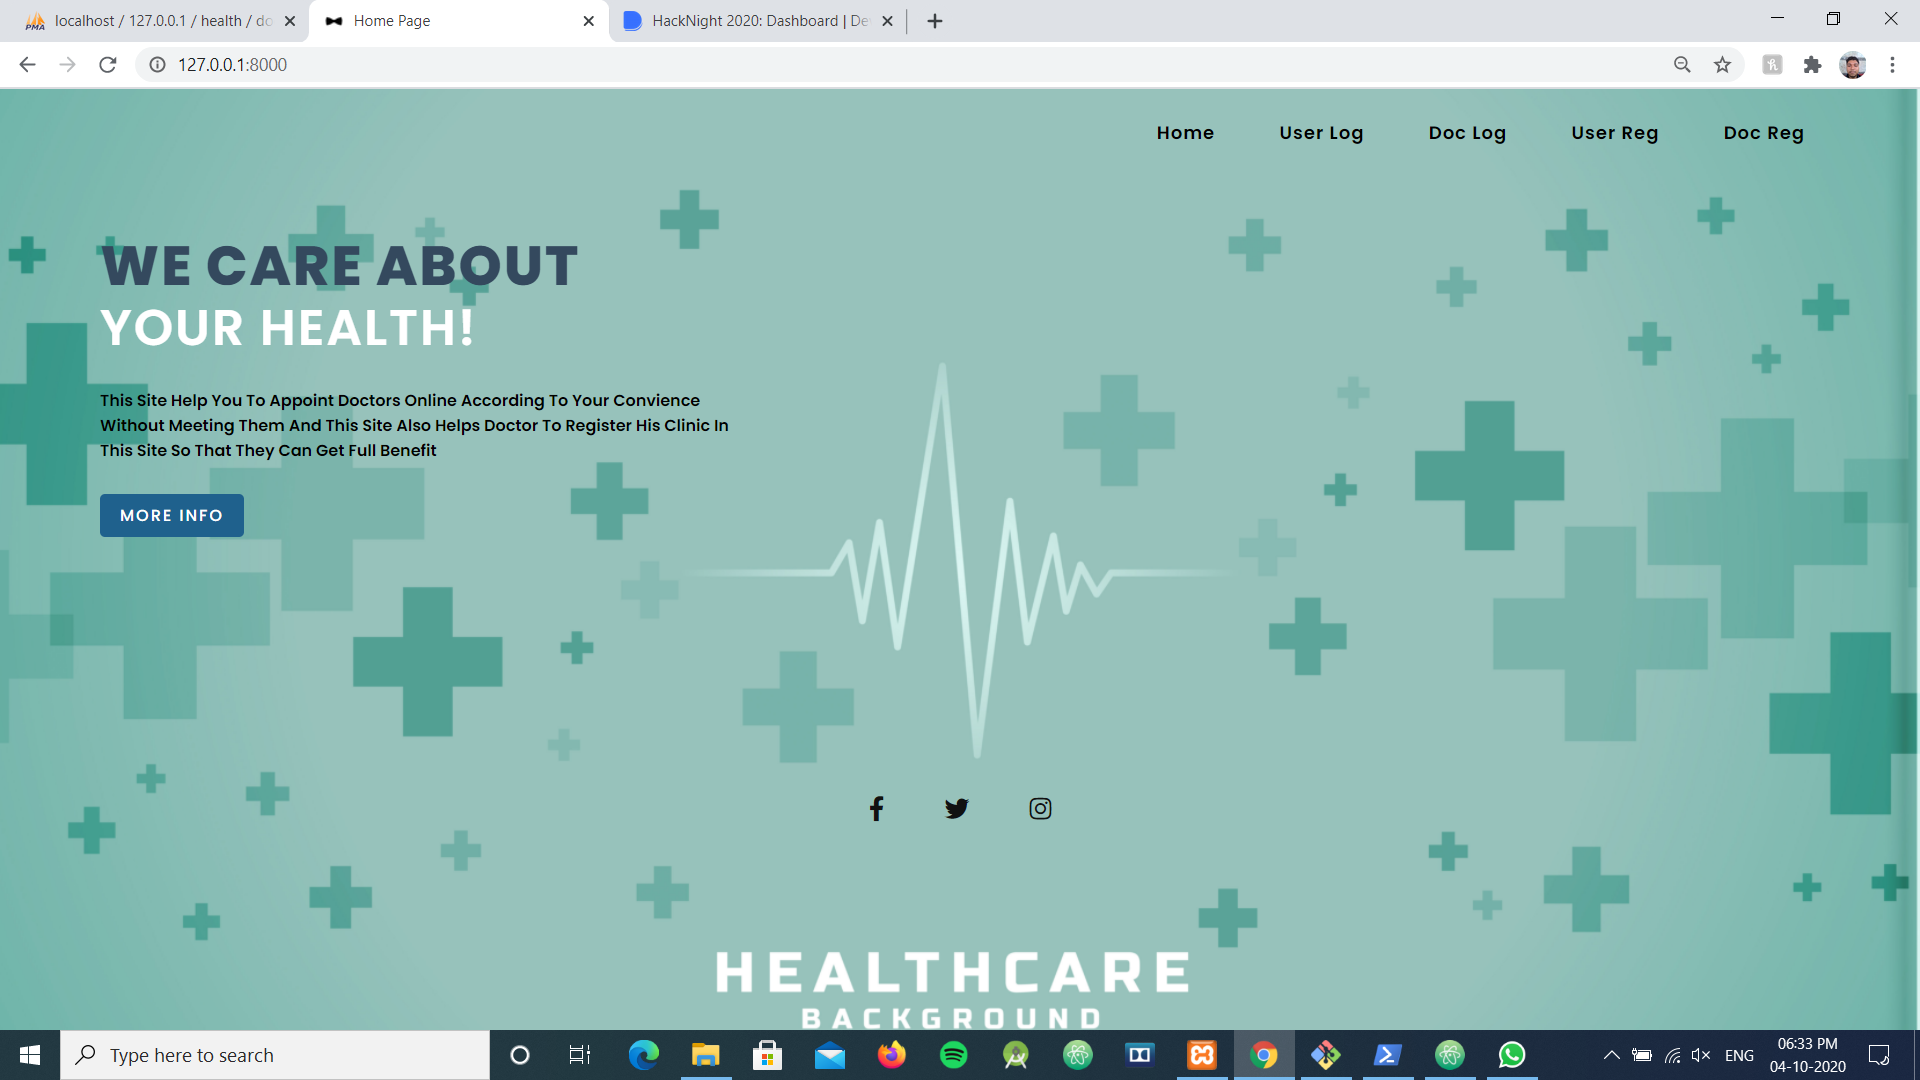 PMA
localhost / 127.0.0.1 / health / do
Home Page
HackNight 2020: Dashboard | De
127.0.0.1:8000
Home
User Log
Doc Log
User Reg
Doc Reg
WE CARE ABOUT
YOUR HEALTH!
This Site Help You To Appoint Doctors Online According To Your Convience
Without Meeting Them And This Site Also Helps Doctor To Register His Clinic In
This Site So That They Can Get Full Benefit
MORE INFO
HEALTHCARE
BACKGROUND
Type here to search
ENG
06:33 PM
04-10-2020